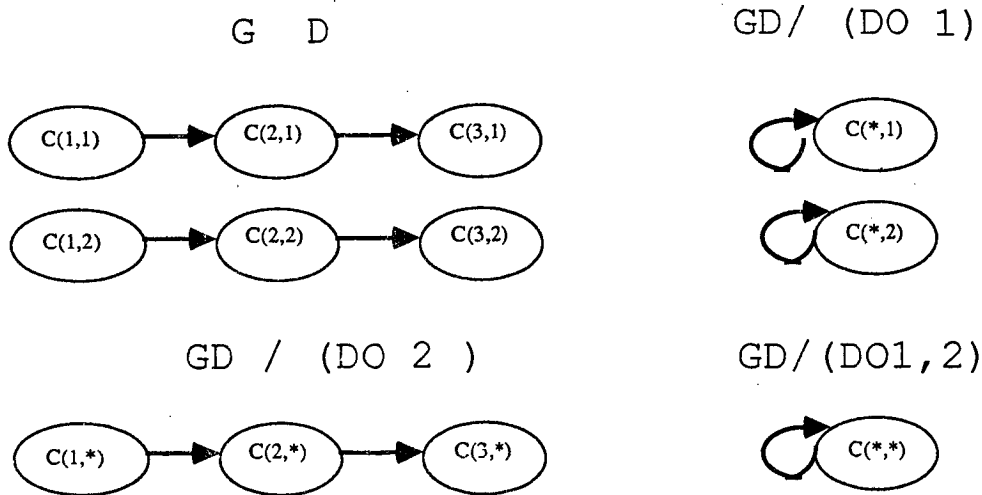 G D
GD/ (DO 1)
C(1,1) C(2,1) C(3,1)
C(*,1)
C(1,2) C(2,2) C(3,2)
C(*,2)
GD / (DO 2 )
GD/(DO1,2)
C(1,*) C(2,*) C(3,*)
C(*,*)